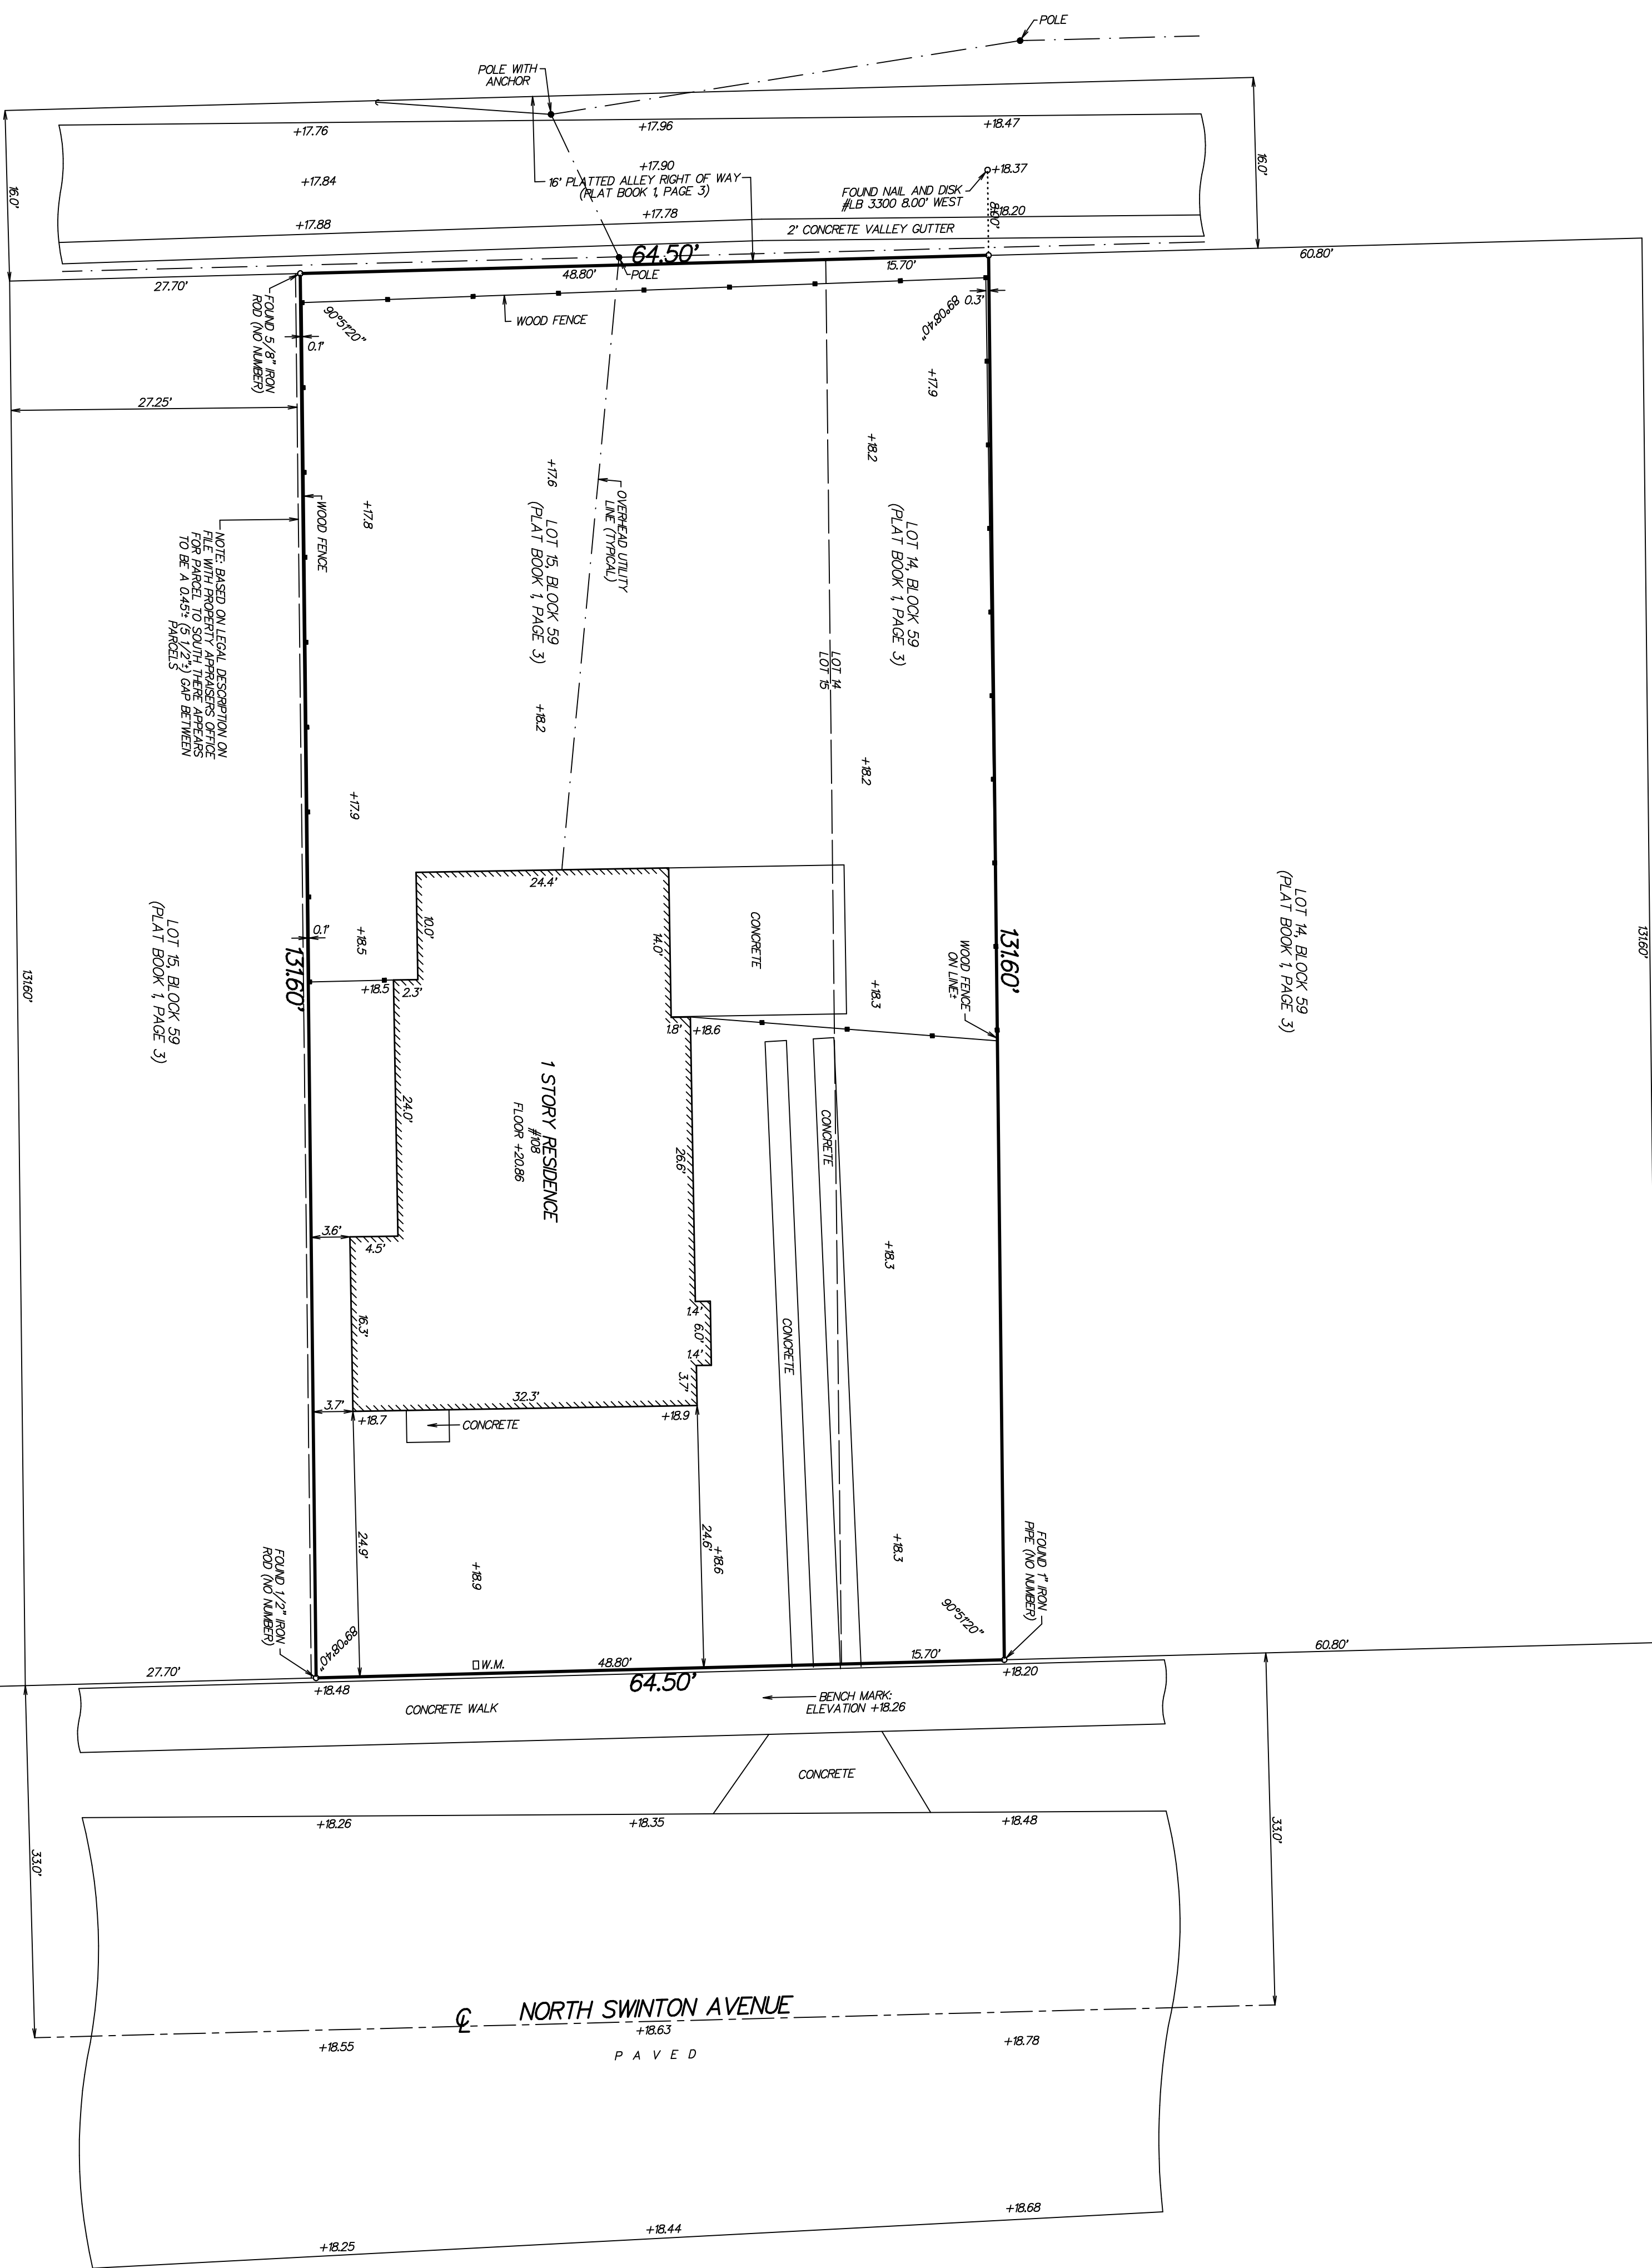 POLE
POLE WITH
ANCHOR
+17.76
+17.96
+18.47
16.0'
16.0'
+17.84
+17.90
+18.37
16' PLATTED ALLEY RIGHT OF WAY
(PLAT BOOK 1, PAGE 3)
FOUND NAIL AND DISK
#LB 3300 8.00' WEST
8.00'
+18.20
+17.88
+17.78
2' CONCRETE VALLEY GUTTER
64.50'
27.70'
48.80'
POLE
15.70'
60.80'
FOUND 5/8" IRON
ROD (NO NUMBER)
90°51'20"
WOOD FENCE
89°08'40"
0.3'
0.1'
+17.9
27.25'
+18.2
+17.6
+17.8
WOOD FENCE
OVERHEAD UTILITY
LINE (TYPICAL)
LOT 15, BLOCK 59
(PLAT BOOK 1, PAGE 3)
LOT 14, BLOCK 59
(PLAT BOOK 1, PAGE 3)
NOTE: BASED ON LEGAL DESCRIPTION ON
FILE WITH PROPERTY APPRAISERS OFFICE
FOR PARCEL TO SOUTH THERE APPEARS
TO BE A 0.45'± (5 1/2"±) GAP BETWEEN
PARCELS
LOT 14
LOT 15
+18.2
+18.2
+17.9
24.4'
10.0'
14.0'
CONCRETE
LOT 15, BLOCK 59
(PLAT BOOK 1, PAGE 3)
LOT 14, BLOCK 59
(PLAT BOOK 1, PAGE 3)
131.60'
131.60'
0.1'
+18.5
131.60'
131.60'
WOOD FENCE
ON LINE±
+18.5
2.3'
+18.3
1.8'
+18.6
1 STORY RESIDENCE
#108
FLOOR +20.86
24.0'
26.6'
CONCRETE
3.6'
4.5'
+18.3
16.3'
1.4'
6.0'
1.4'
3.7'
CONCRETE
32.3'
3.7'
+18.7
+18.9
CONCRETE
24.9'
24.6'
+18.6
+18.9
+18.3
FOUND 1" IRON
PIPE (NO NUMBER)
FOUND 1/2" IRON
ROD (NO NUMBER)
89°08'40"
90°51'20"
27.70'
W.M.
48.80'
15.70'
60.80'
64.50'
+18.48
+18.20
CONCRETE WALK
BENCH MARK:
ELEVATION +18.26
CONCRETE
+18.26
+18.35
+18.48
33.0'
33.0'
℄ NORTH SWINTON AVENUE
+18.55
+18.63
+18.78
P A V E D
+18.25
+18.44
+18.68